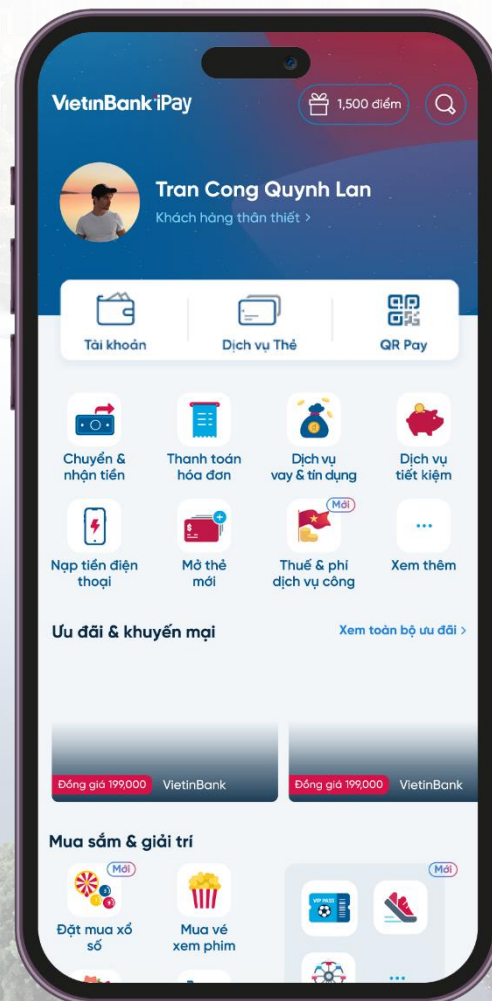 VietinBank iPay
1,500 điểm
Tran Cong Quynh Lan
Khách hàng thân thiết >
Tài khoản
Dịch vụ Thẻ
QR Pay
Chuyển &
nhận tiền
Thanh toán
hóa đơn
Dịch vụ
vay & tín dụng
Dịch vụ
tiết kiệm
Nạp tiền điện
thoại
Mở thẻ
mới
Mới
Thuế & phí
dịch vụ công
Xem thêm
Ưu đãi & khuyến mại
Xem toàn bộ ưu đãi >
Đồng giá 199,000 VietinBank
Đồng giá 199,000 VietinBank
Mua sắm & giải trí
Mới
Đặt mua xổ
số
Mua vé
xem phim
Mới
VIP PASS